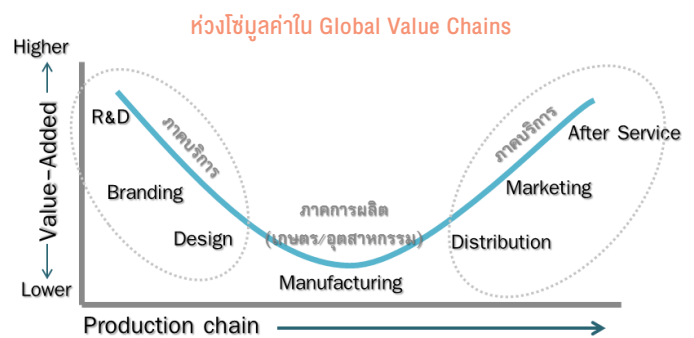 ห่วงโซ่มูลค่าใน Global Value Chains
Higher
Value-Added
Lower
R&D
Branding
Design
ภาคบริการ
ภาคการผลิต
(เกษตร/อุตสาหกรรม)
Manufacturing
ภาคบริการ
After Service
Marketing
Distribution
Production chain